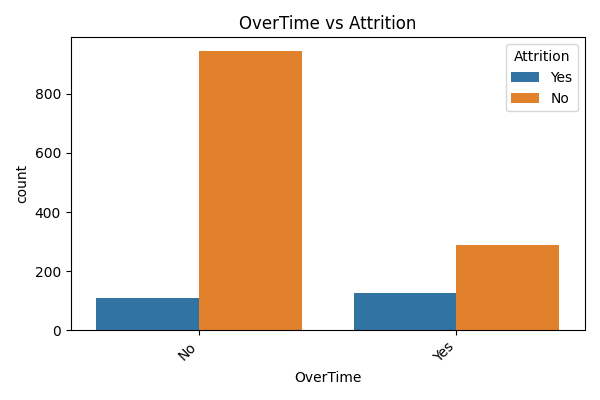 OverTime vs Attrition
Attrition
Yes
No
count
800
600
400
200
0
No
Yes
OverTime